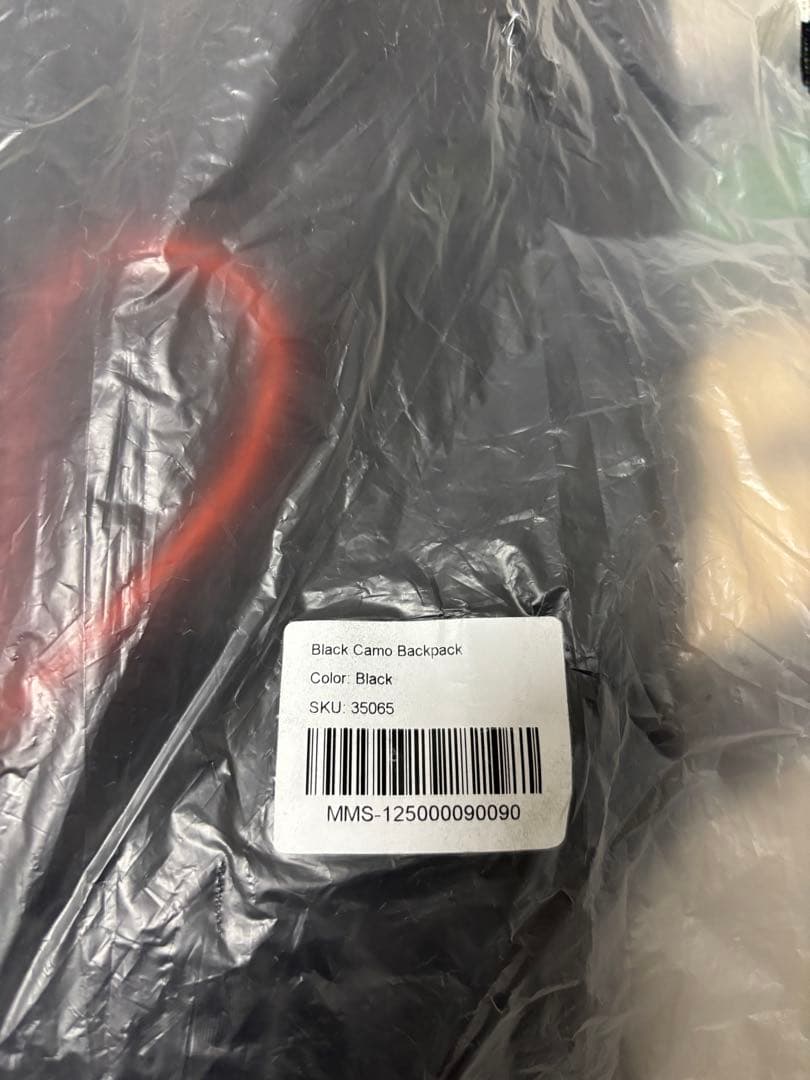 Black Camo Backpack
Color: Black
SKU: 35065
MMS-125000090090